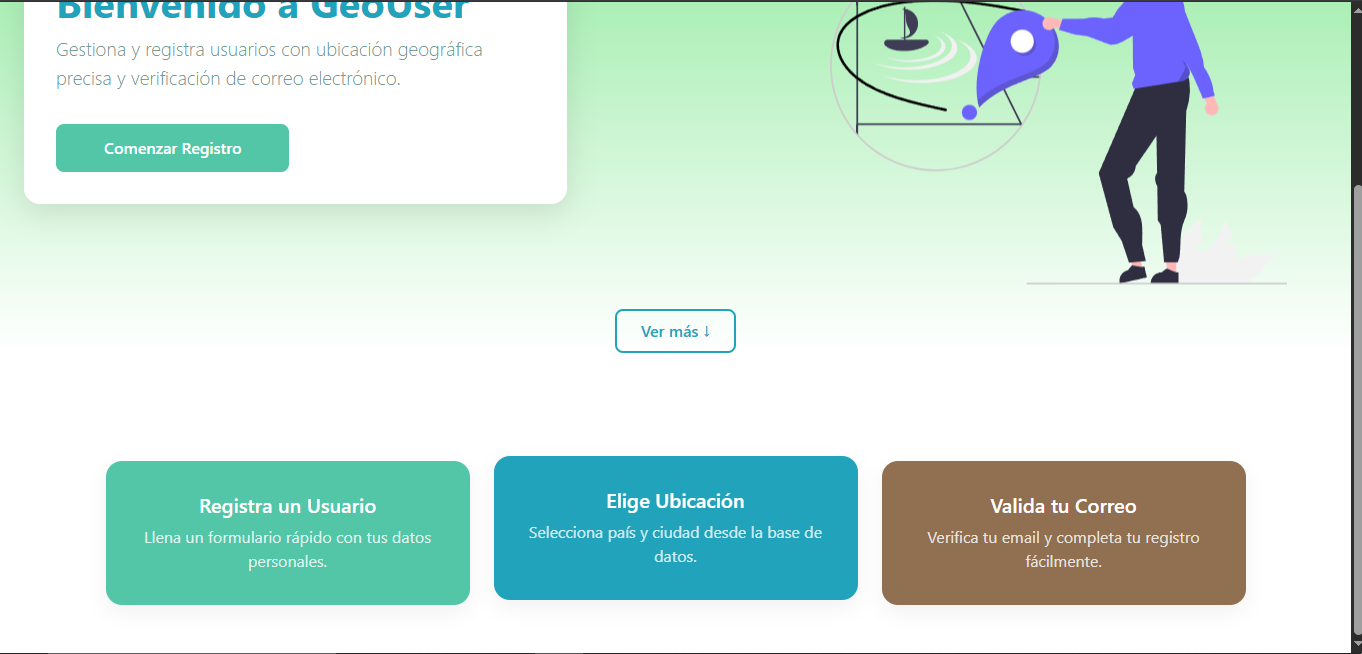 Bienvenido a GeoUser
Gestiona y registra usuarios con ubicación geográfica
precisa y verificación de correo electrónico.
Comenzar Registro
Ver más ↓
Registra un Usuario
Llena un formulario rápido con tus datos
personales.
Elige Ubicación
Selecciona país y ciudad desde la base de
datos.
Valida tu Correo
Verifica tu email y completa tu registro
fácilmente.